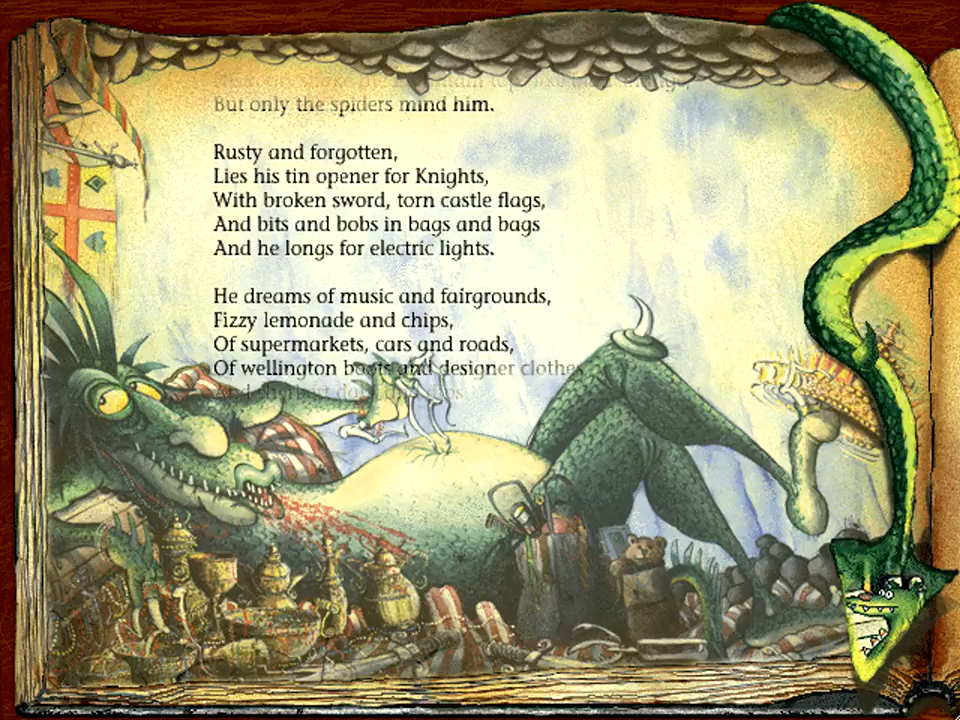 But only the spiders mind him.
Rusty and forgotten,
Lies his tin opener for Knights,
With broken sword, torn castle flags,
And bits and bobs in bags and bags
And he longs for electric lights.
He dreams of music and fairgrounds,
Fizzy lemonade and chips,
Of supermarkets, cars and roads,
Of wellington boots and designer clothes
And sherbet